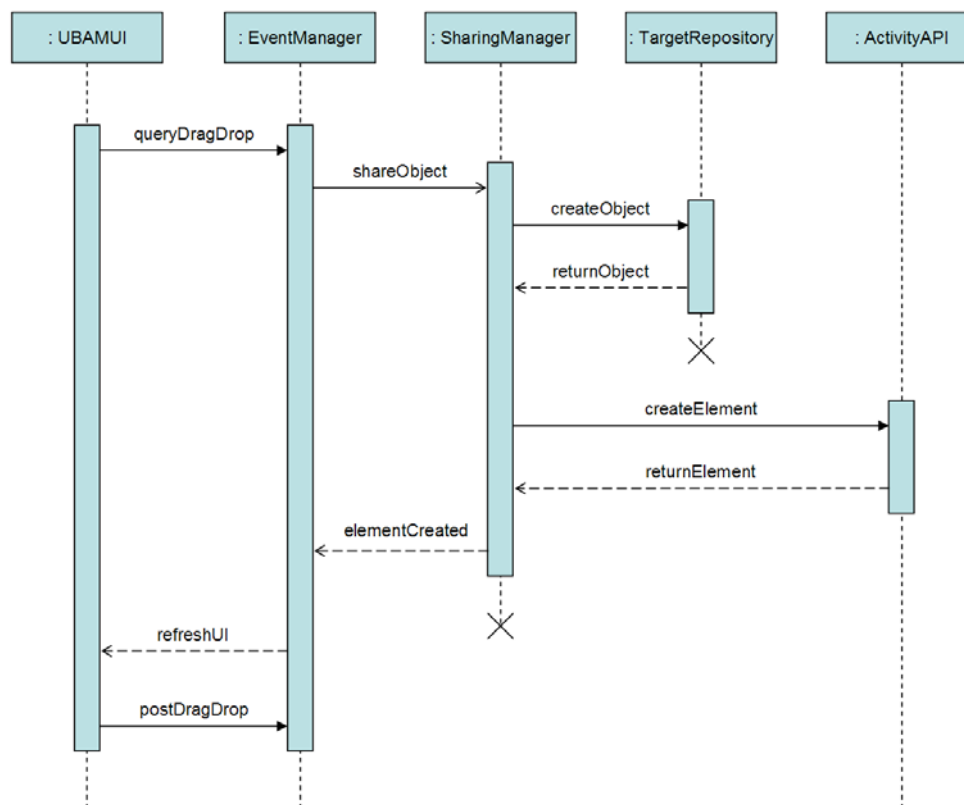 : UBAMUI
: EventManager
: SharingManager
: TargetRepository
: ActivityAPI
queryDragDrop
shareObject
createObject
returnObject
createElement
returnElement
elementCreated
refreshUI
postDragDrop